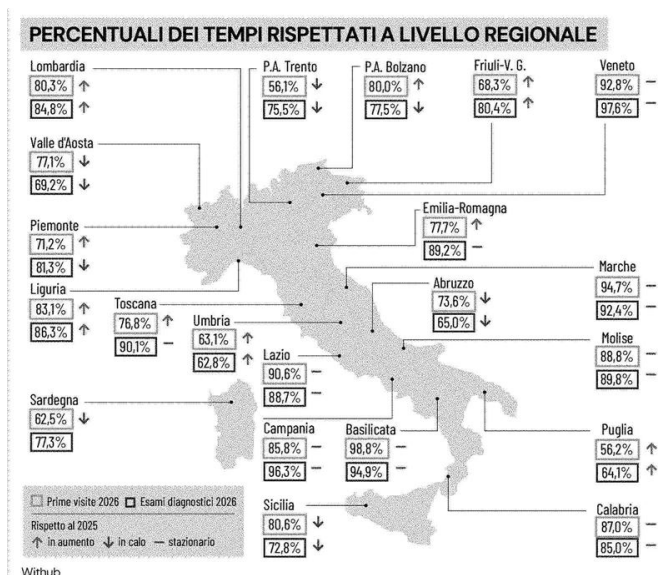 PERCENTUALI DEI TEMPI RISPETTATI A LIVELLO REGIONALE
Lombardia
80,3% ↑
84,8% ↑
P.A. Trento
56,1% ↓
75,5% ↓
P.A. Bolzano
80,0% ↑
77,5% ↓
Friuli-V. G.
68,3% ↑
80,4% ↑
Veneto
92,8% –
97,6% –
Valle d'Aosta
77,1% ↓
69,2% ↓
Piemonte
71,2% ↑
81,3% ↓
Emilia-Romagna
77,7% ↑
89,2% –
Liguria
83,1% ↑
86,3% ↑
Toscana
76,8% ↑
90,1% –
Umbria
63,1% ↑
62,8% ↑
Lazio
90,6% –
88,7% –
Abruzzo
73,6% ↓
65,0% ↓
Marche
94,7% –
92,4% –
Molise
88,8% –
89,8% –
Sardegna
62,5% ↓
77,3%
Campania
85,8% –
96,3% –
Basilicata
98,8% –
94,9% –
Puglia
56,2% ↑
64,1% ↑
Sicilia
80,6% ↓
72,8% ↓
Calabria
87,0% –
85,0% –
Prime visite 2026 Esami diagnostici 2026
Rispetto al 2025
↑ in aumento ↓ in calo – stazionario
Withub